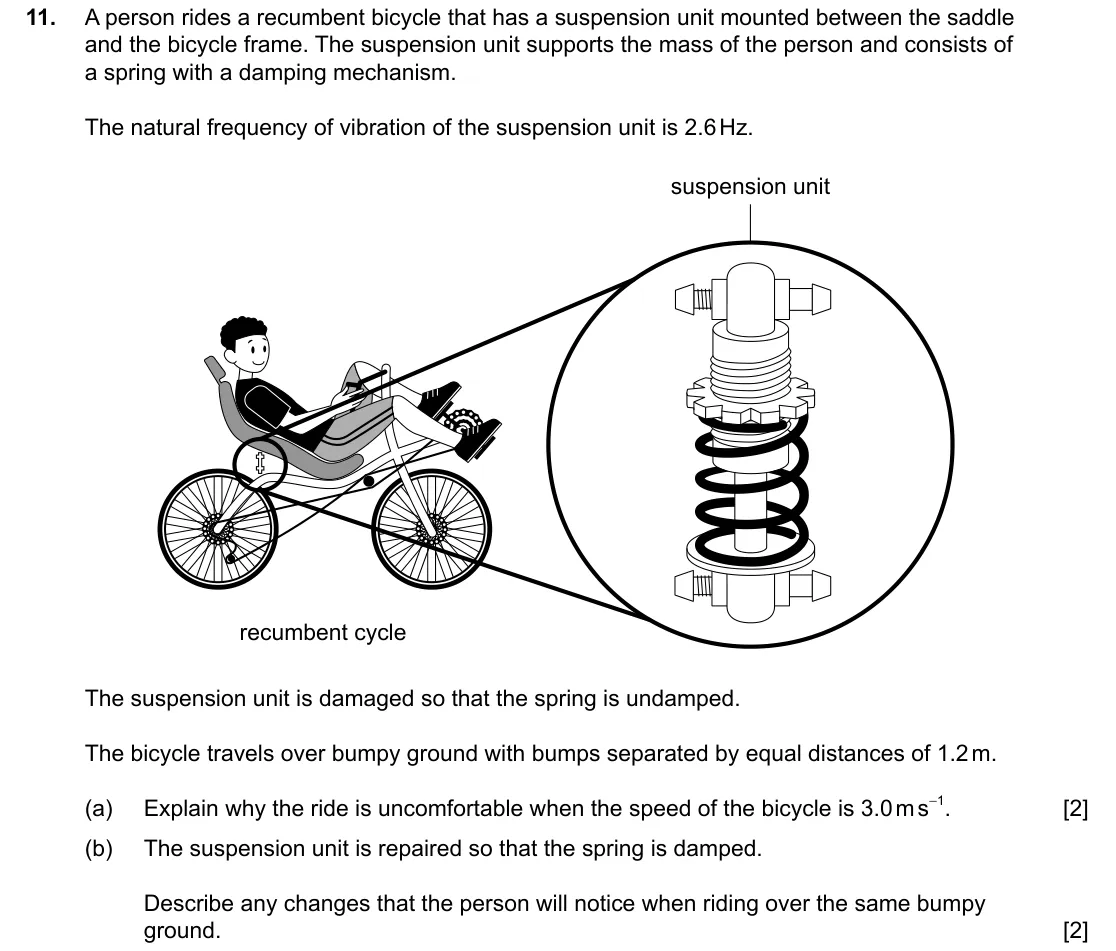 11. A person rides a recumbent bicycle that has a suspension unit mounted between the saddle
and the bicycle frame. The suspension unit supports the mass of the person and consists of
a spring with a damping mechanism.
The natural frequency of vibration of the suspension unit is 2.6 Hz.
suspension unit
recumbent cycle
The suspension unit is damaged so that the spring is undamped.
The bicycle travels over bumpy ground with bumps separated by equal distances of 1.2 m.
(a) Explain why the ride is uncomfortable when the speed of the bicycle is 3.0 m s⁻¹. [2]
(b) The suspension unit is repaired so that the spring is damped.
Describe any changes that the person will notice when riding over the same bumpy
ground. [2]